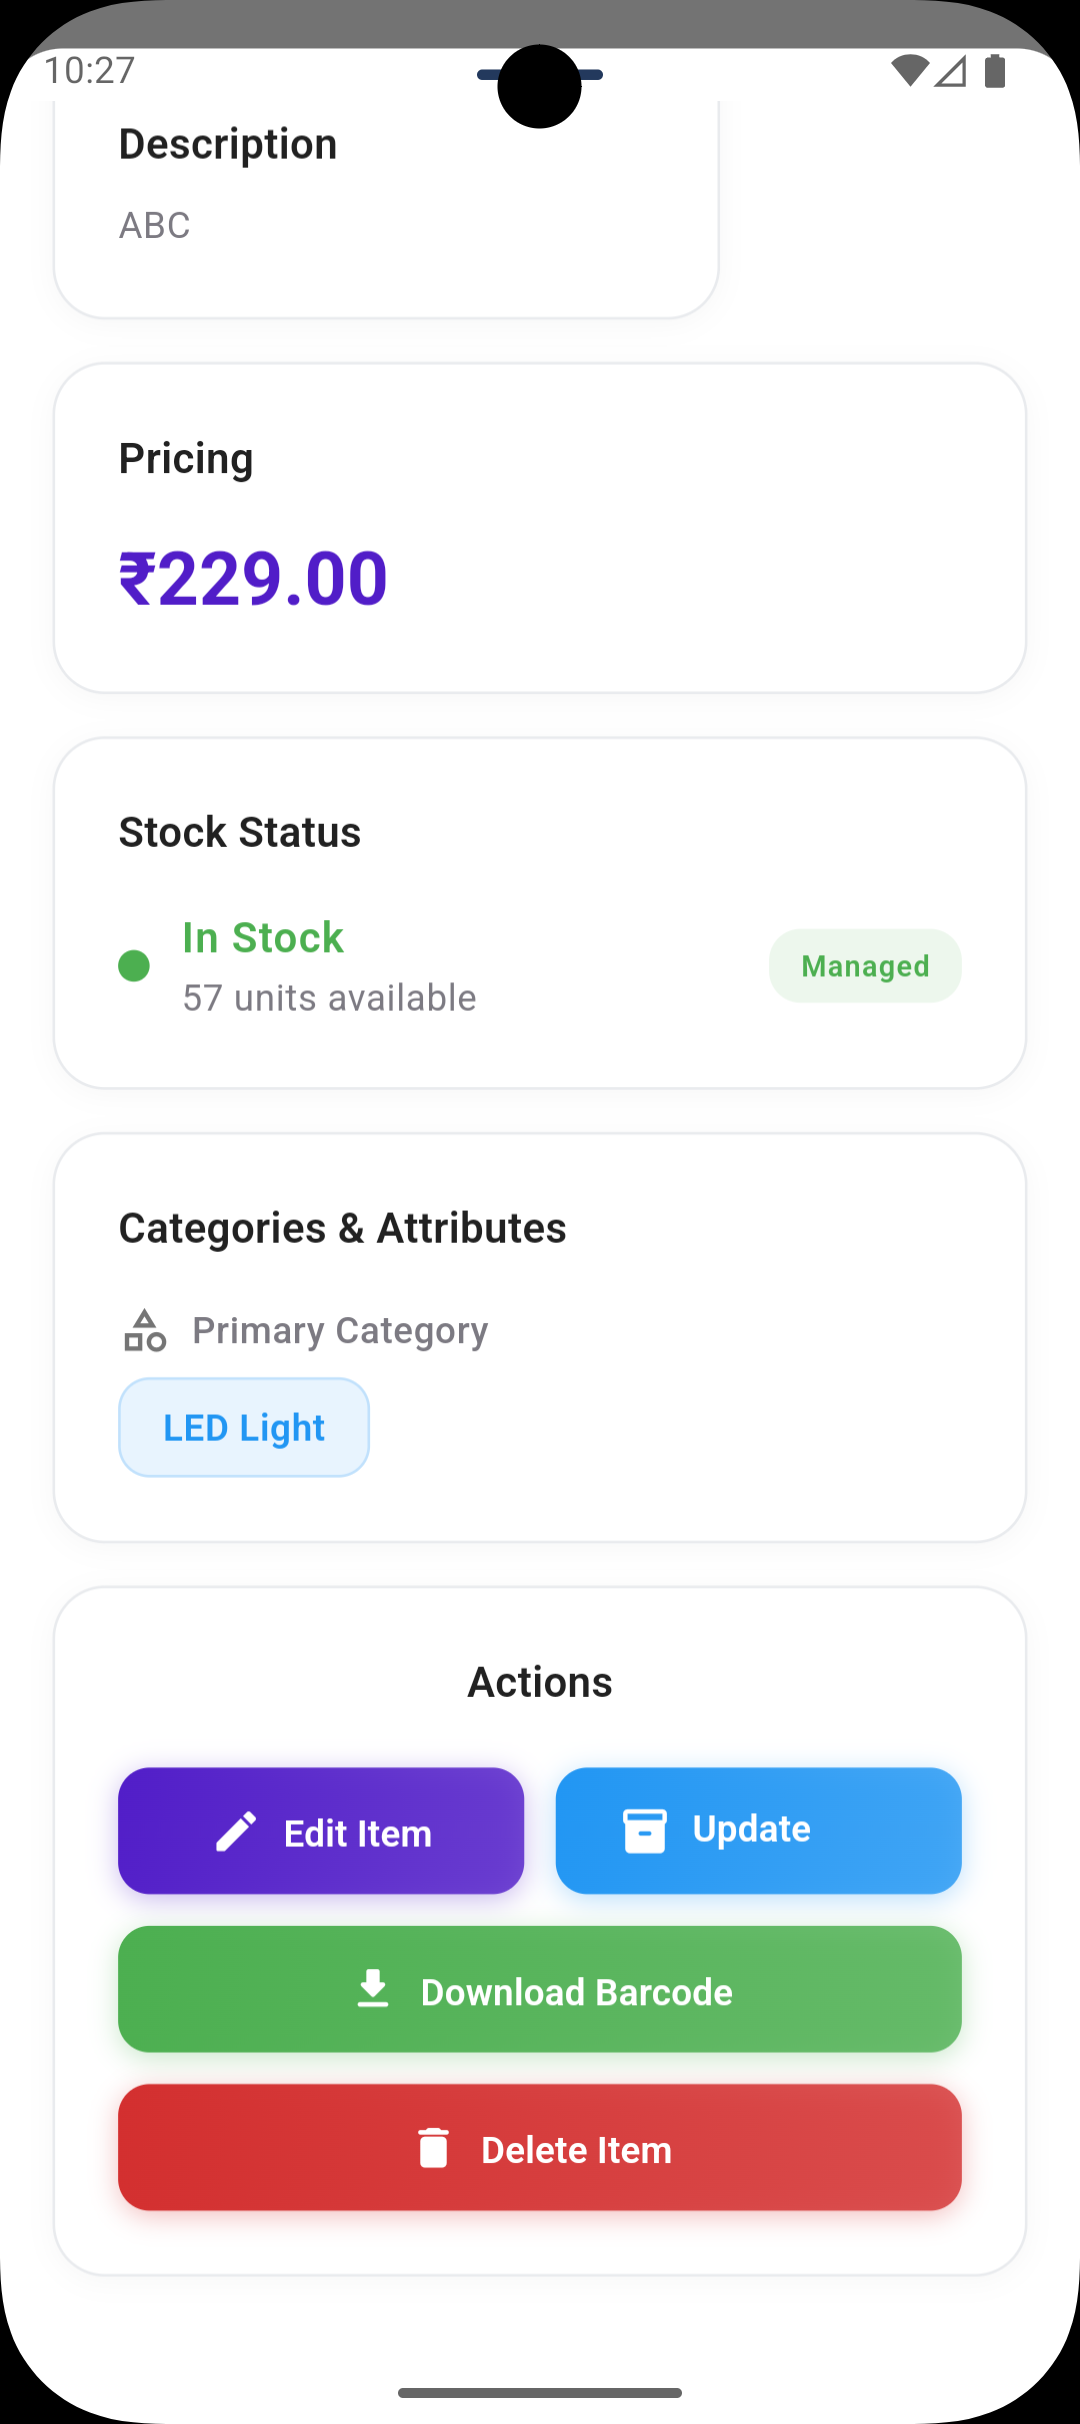 10:27
Description
ABC
Pricing
₹229.00
Stock Status
In Stock
57 units available
Managed
Categories & Attributes
Primary Category
LED Light
Actions
Edit Item
Update
Download Barcode
Delete Item